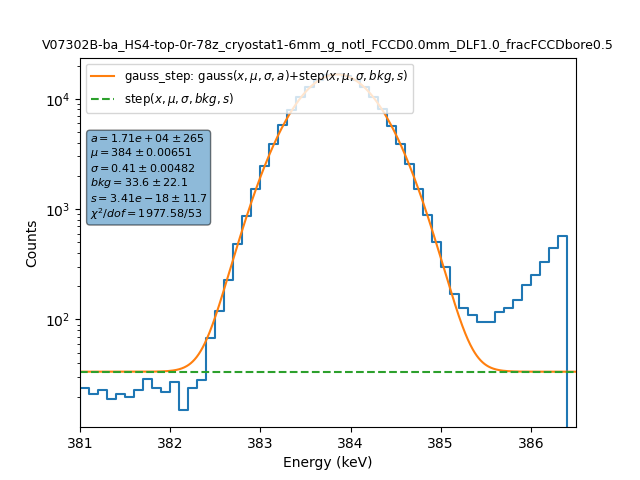 V07302B-ba_HS4-top-0r-78z_cryostat1-6mm_g_notl_FCCD0.0mm_DLF1.0_fracFCCDbore0.5
gauss_step: gauss(x, μ, σ, a)+step(x, μ, σ, bkg, s)
step(x, μ, σ, bkg, s)
a = 1.71e + 04 ± 265
μ = 384 ± 0.00651
σ = 0.41 ± 0.00482
bkg = 33.6 ± 22.1
s = 3.41e − 18 ± 11.7
χ²/dof = 1977.58/53
10⁴
10³
10²
Counts
381 382 383 384 385 386
Energy (keV)